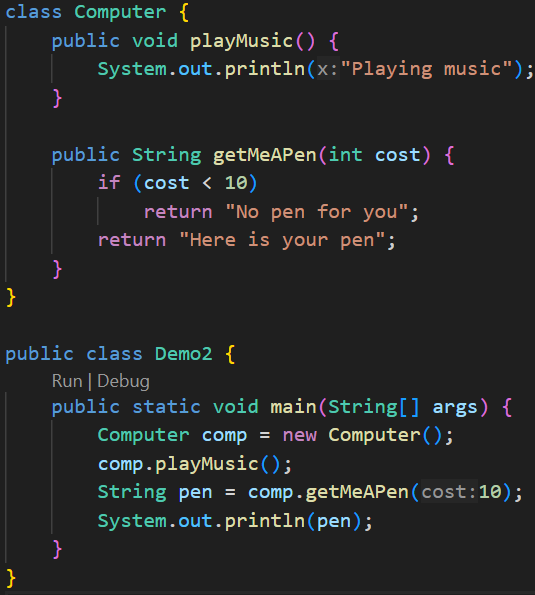 class Computer {
    public void playMusic() {
        System.out.println(x:"Playing music");
    }

    public String getMeAPen(int cost) {
        if (cost < 10)
            return "No pen for you";
        return "Here is your pen";
    }
}

public class Demo2 {
    Run | Debug
    public static void main(String[] args) {
        Computer comp = new Computer();
        comp.playMusic();
        String pen = comp.getMeAPen(cost:10);
        System.out.println(pen);
    }
}